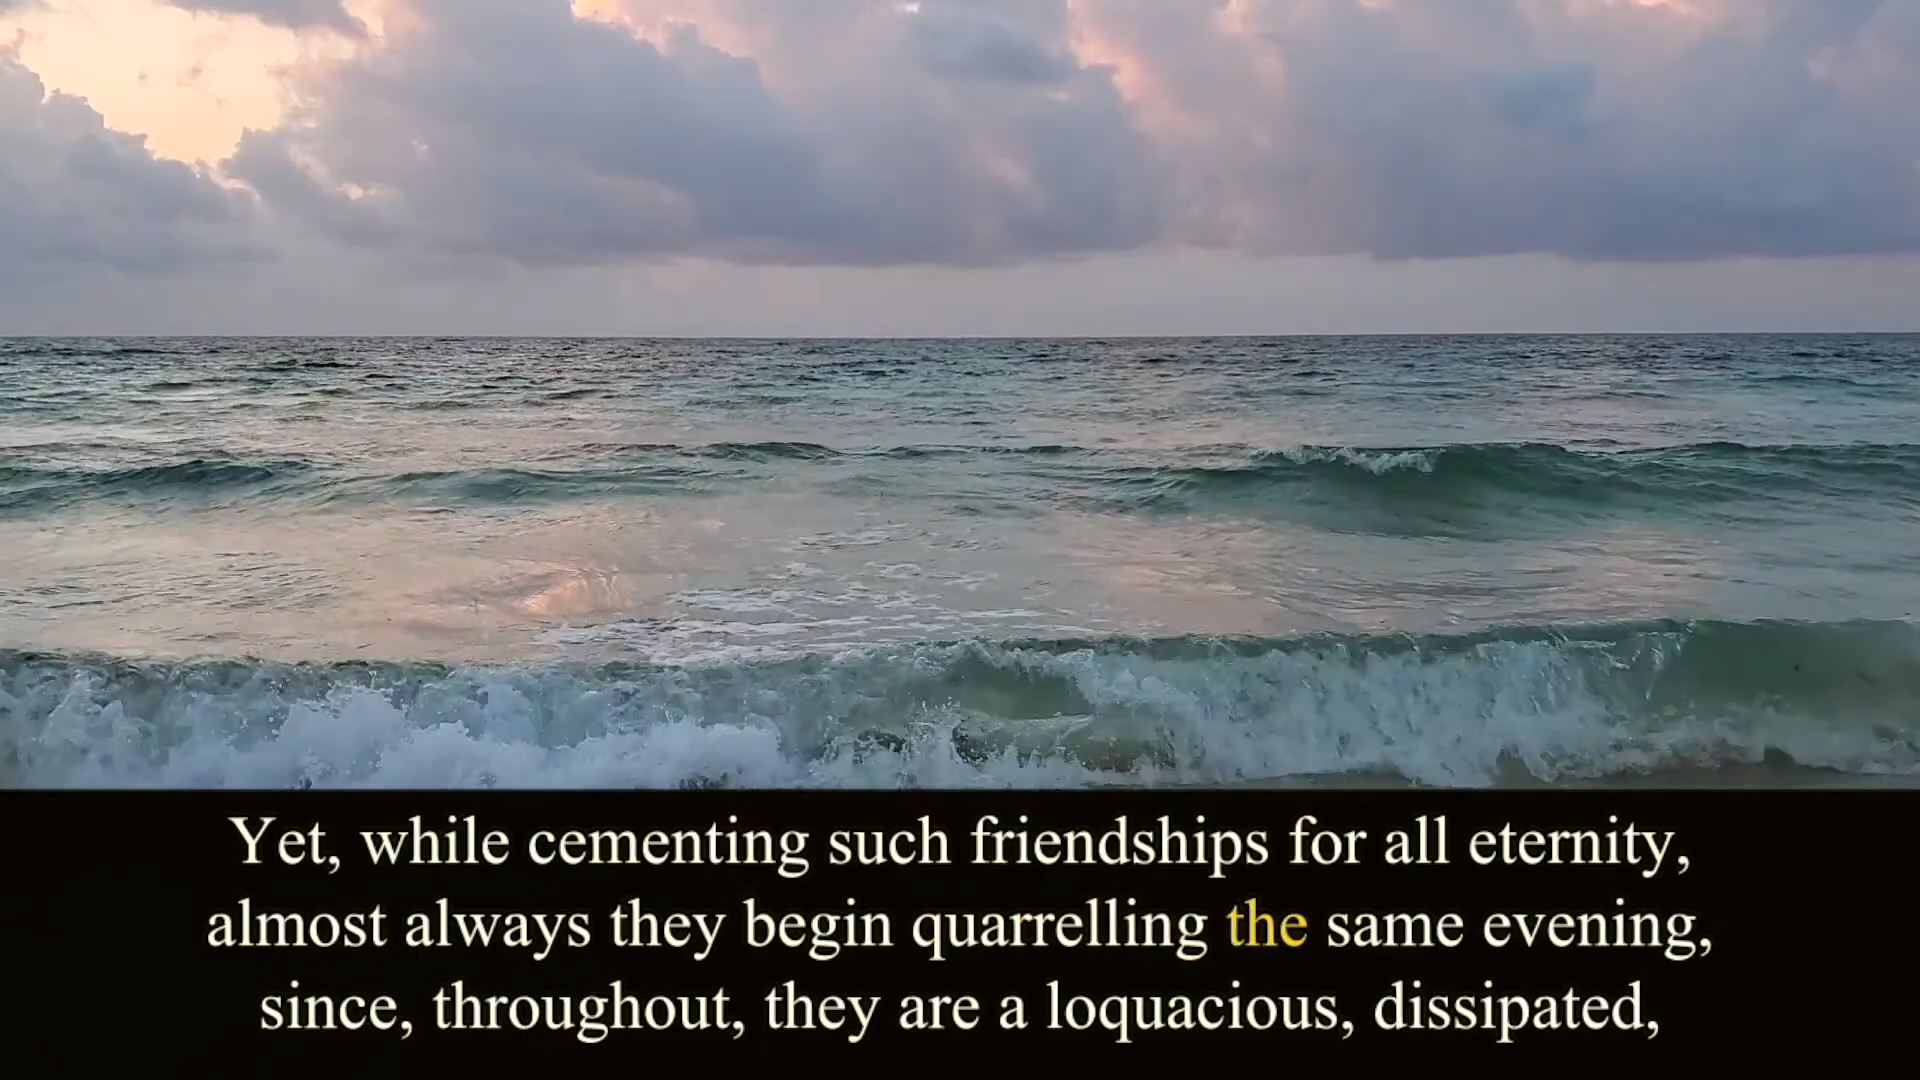 Yet, while cementing such friendships for all eternity,
almost always they begin quarrelling the same evening,
since, throughout, they are a loquacious, dissipated,